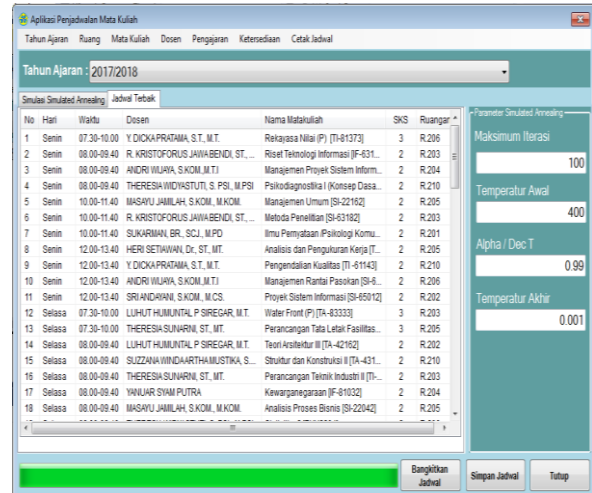 Aplikasi Penjadwalan Mata Kuliah
Tahun Ajaran Ruang Mata Kuliah Dosen Pengajaran Ketersediaan Cetak Jadwal
Tahun Ajaran : 2017/2018
Simulasi Simulated Annealing Jadwal Terbaik
No Hari Waktu Dosen Nama Matakuliah SKS Ruangar
1 Senin 07.30-10.00 Y. DICKA PRATAMA, S.T., M.T. Rekayasa Nilai (P) [TI-81373] 3 R.206
2 Senin 08.00-09.40 R. KRISTOFORUS JAWA BENDI, ST., ... Riset Teknologi Informasi [IF-631... 2 R.203
3 Senin 08.00-09.40 ANDRI WIJAYA, S.KOM.,M.T.I Manajemen Proyek Sistem Inform... 2 R.204
4 Senin 08.00-09.40 THERESIA WIDYASTUTI, S. PSI., M.PSI Psikodiagnostika I (Konsep Dasa... 2 R.210
5 Senin 10.00-11.40 MASAYU JAMILAH, S.KOM., M.KOM. Manajemen Umum [SI-22162] 2 R.205
6 Senin 10.00-11.40 R. KRISTOFORUS JAWA BENDI, ST., ... Metoda Penelitian [SI-63182] 2 R.203
7 Senin 10.00-11.40 SUKARMAN, BR., SCJ., M.PD Ilmu Pernyataan /Psikologi Komu... 2 R.201
8 Senin 12.00-13.40 HERI SETIAWAN, Dr., ST., MT. Analisis dan Pengukuran Kerja [T... 2 R.205
9 Senin 12.00-13.40 Y. DICKA PRATAMA, S.T., M.T. Pengendalian Kualitas [TI -61143] 2 R.210
10 Senin 12.00-13.40 ANDRI WIJAYA, S.KOM.,M.T.I Manajemen Rantai Pasokan [SI-6... 2 R.206
11 Senin 12.00-13.40 SRI ANDAYANI, S.KOM., M.CS. Proyek Sistem Informasi [SI-65012] 2 R.202
12 Selasa 07.30-10.00 LUHUT HUMUNTAL P SIREGAR, M.T. Water Front (P) [TA -83333] 3 R.203
13 Selasa 07.30-10.00 THERESIA SUNARNI, ST., MT. Perancangan Tata Letak Fasilitas... 3 R.205
14 Selasa 08.00-09.40 LUHUT HUMUNTAL P SIREGAR, M.T. Teori Arsitektur III [TA -42162] 2 R.202
15 Selasa 08.00-09.40 SUZZANA WINDA ARTHA MUSTIKA, S.... Struktur dan Konstruksi II [TA -431... 2 R.210
16 Selasa 08.00-09.40 THERESIA SUNARNI, ST., MT. Perancangan Teknik Industri II [TI-... 2 R.203
17 Selasa 08.00-09.40 YANUAR SYAM PUTRA Kewarganegaraan [IF-81032] 2 R.204
18 Selasa 08.00-09.40 MASAYU JAMILAH, S.KOM., M.KOM. Analisis Proses Bisnis [SI-22042] 2 R.205
Parameter Simulated Annealing
Maksimum Iterasi
100
Temperatur Awal
400
Alpha / Dec T
0.99
Temperatur Akhir
0.001
Bangkitkan
Jadwal
Simpan Jadwal
Tutup